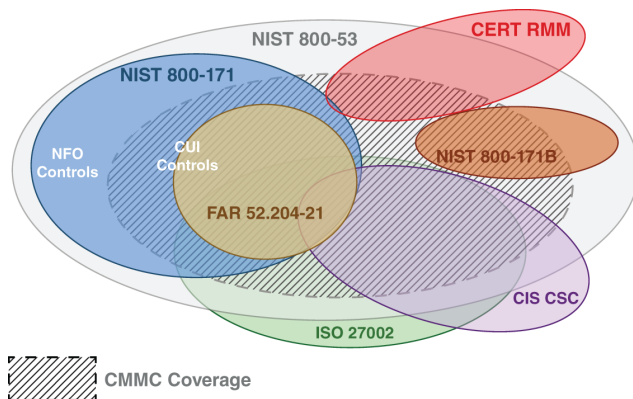 CERT RMM
NIST 800-53
NIST 800-171
NFO
Controls
CUI
Controls
NIST 800-171B
FAR 52.204-21
CIS CSC
ISO 27002
CMMC Coverage